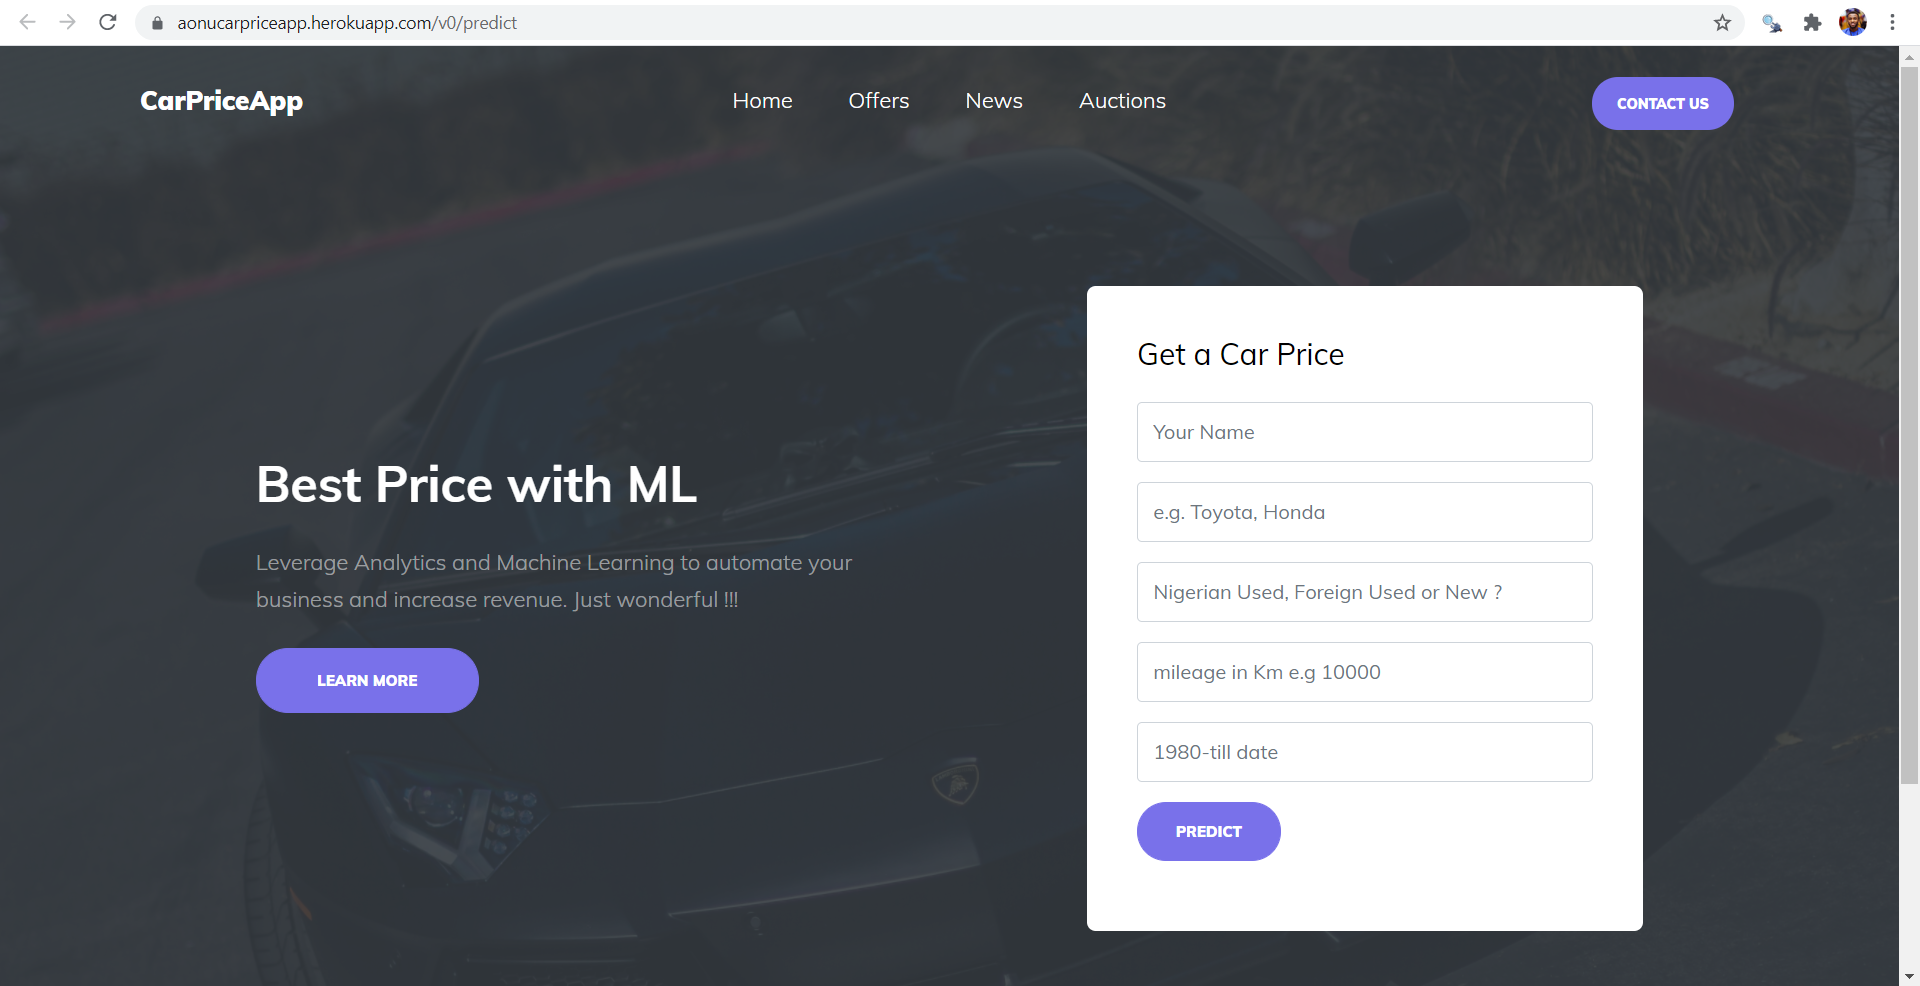 aonucarpriceapp.herokuapp.com/v0/predict
CarPriceApp
Home
Offers
News
Auctions
CONTACT US
Best Price with ML
Leverage Analytics and Machine Learning to automate your
business and increase revenue. Just wonderful !!!
LEARN MORE
Get a Car Price
Your Name
e.g. Toyota, Honda
Nigerian Used, Foreign Used or New ?
mileage in Km e.g 10000
1980-till date
PREDICT